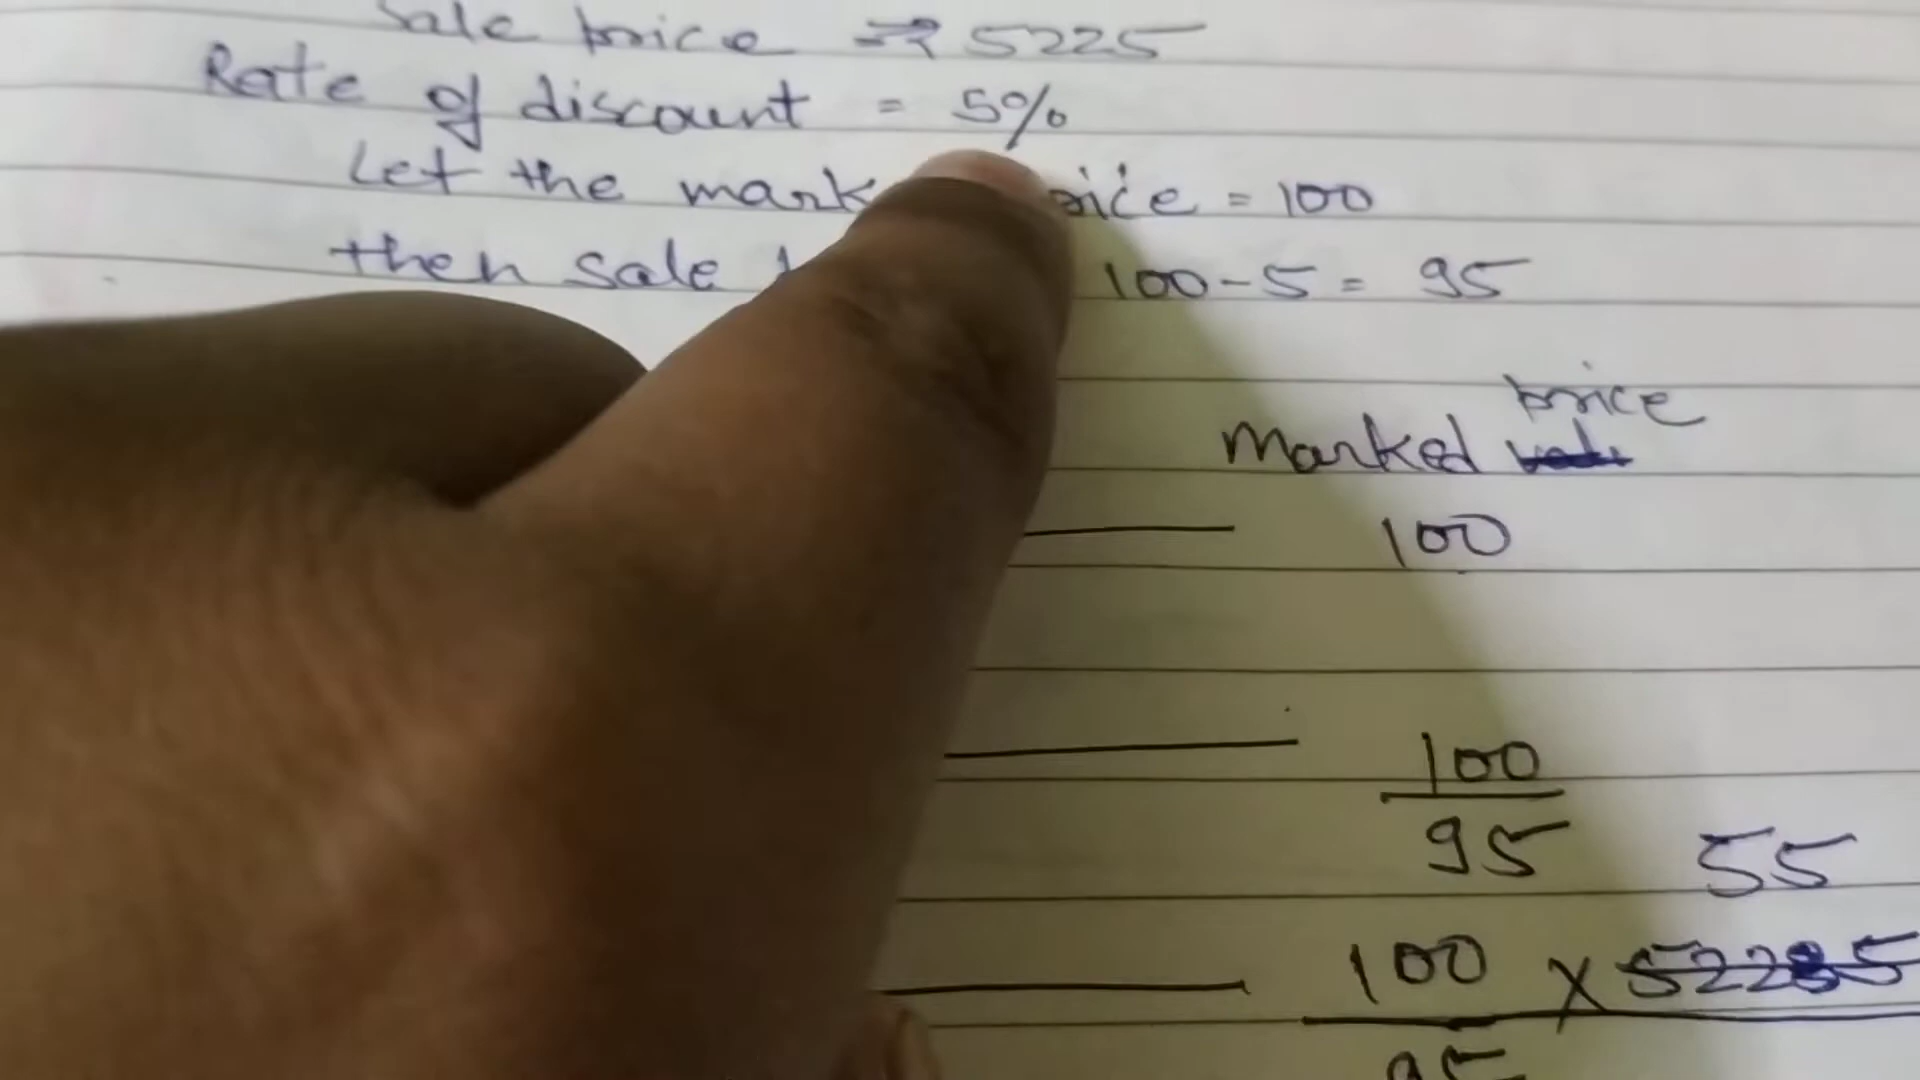 Sale price = ₹ 5225
Rate of discount = 5%
Let the mark = 100
then sale 100-5 = 95
price
Marked
100
100
95
55
100 × 5225
95